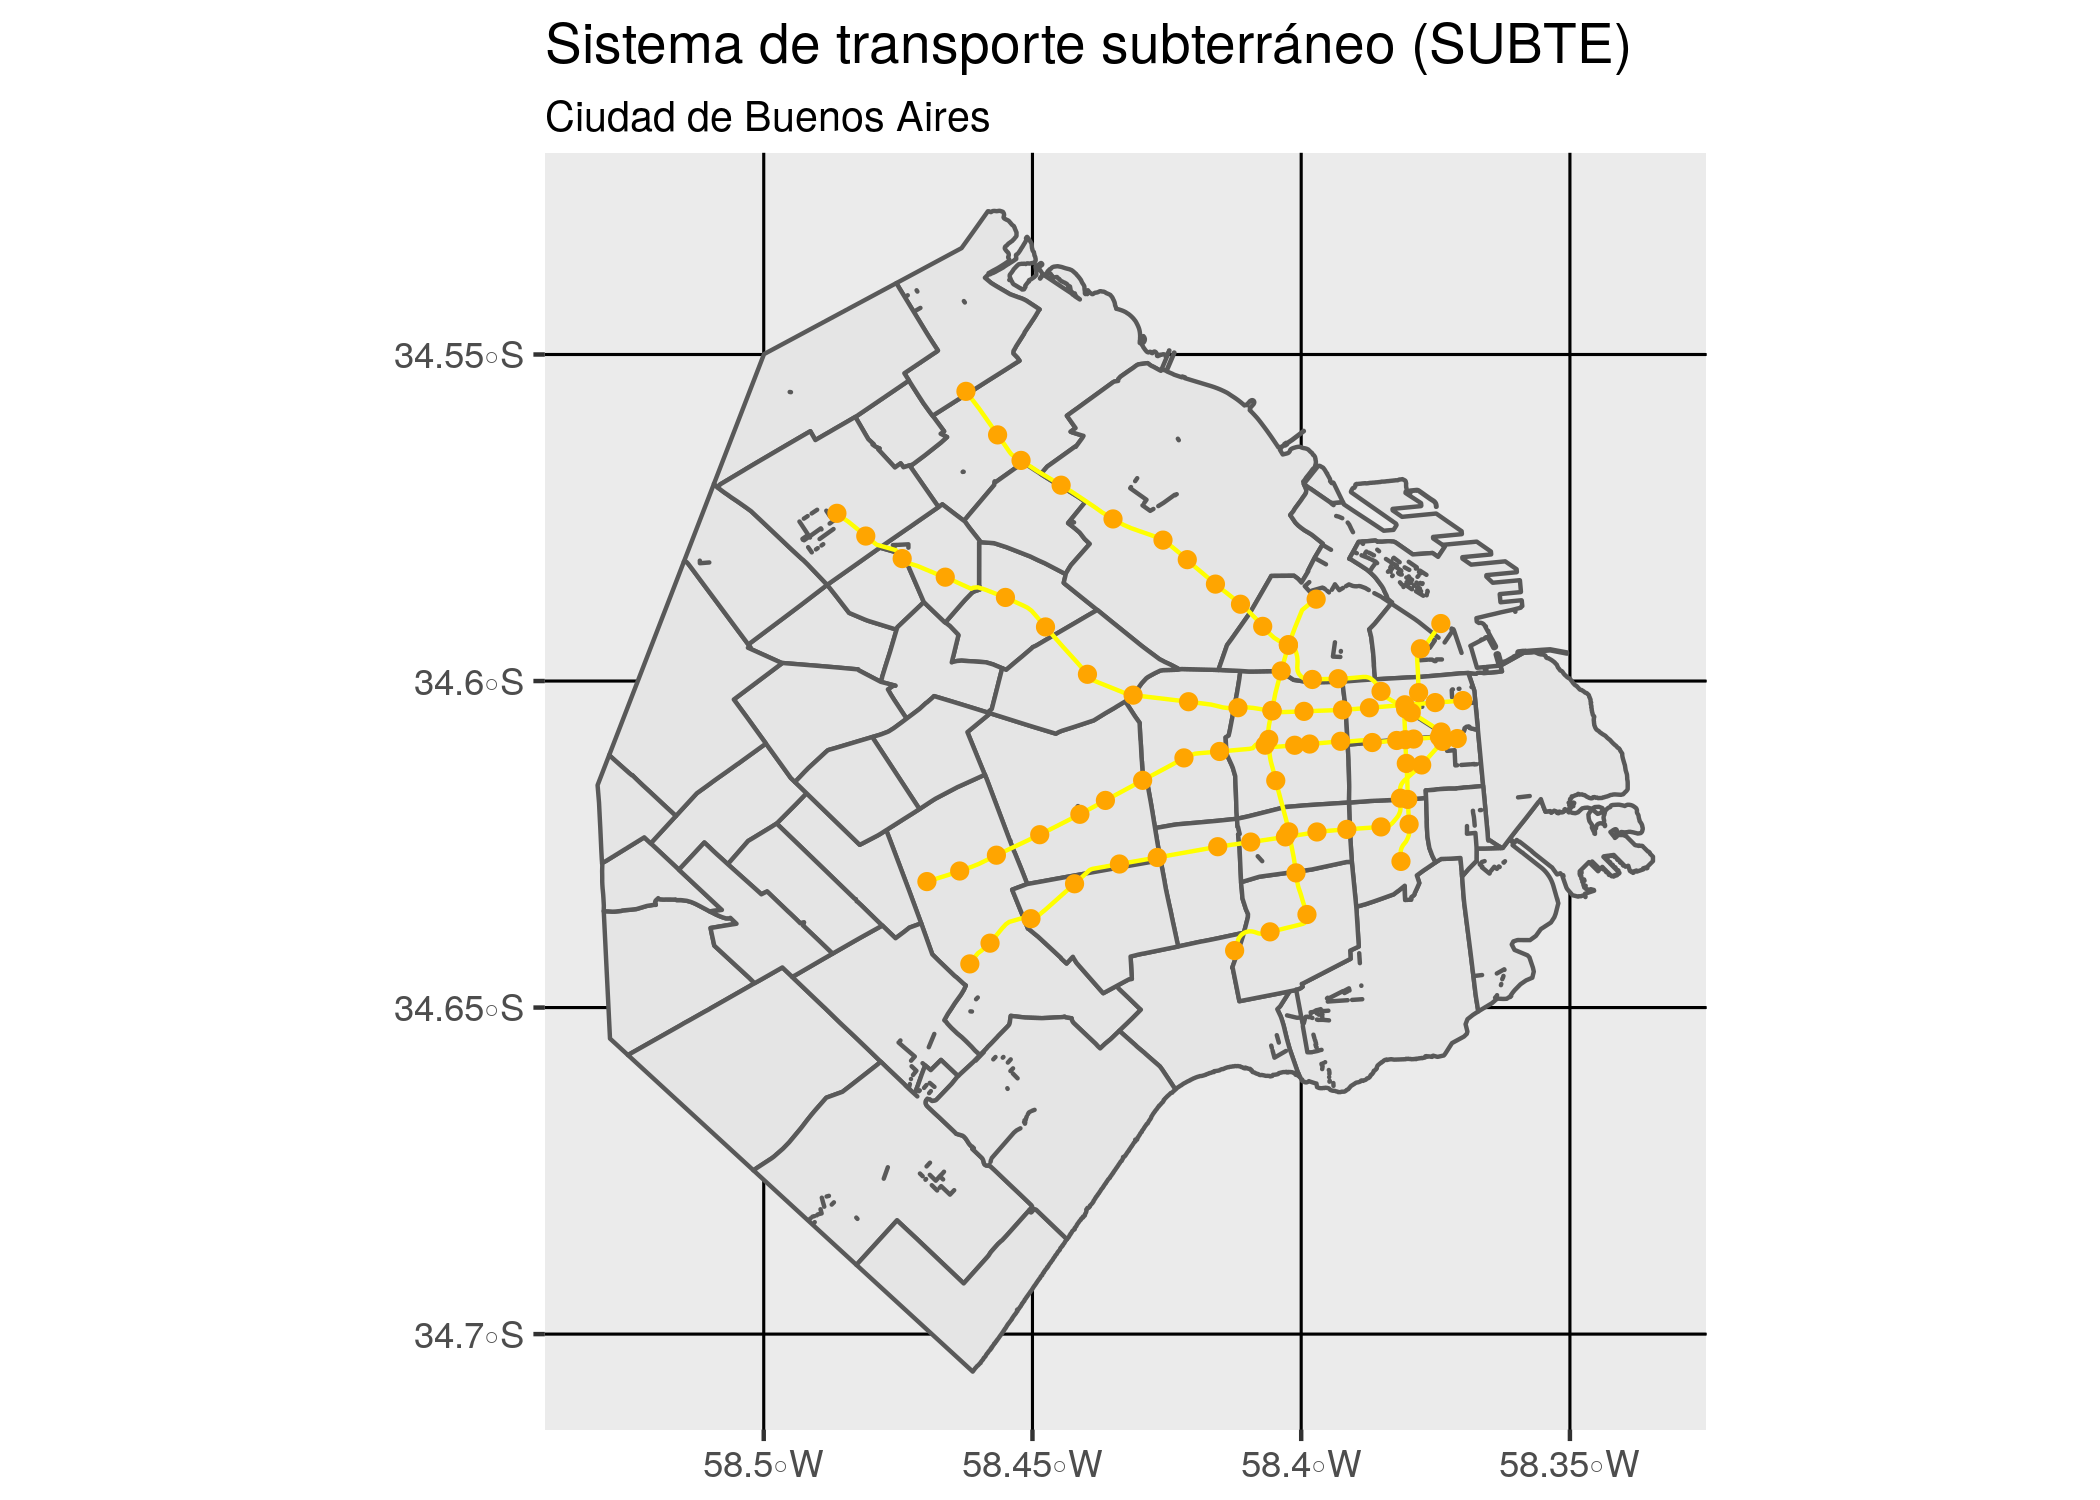 Sistema de transporte subterráneo (SUBTE)
Ciudad de Buenos Aires
34.55◦S
34.6◦S
34.65◦S
34.7◦S
58.5◦W 58.45◦W 58.4◦W 58.35◦W